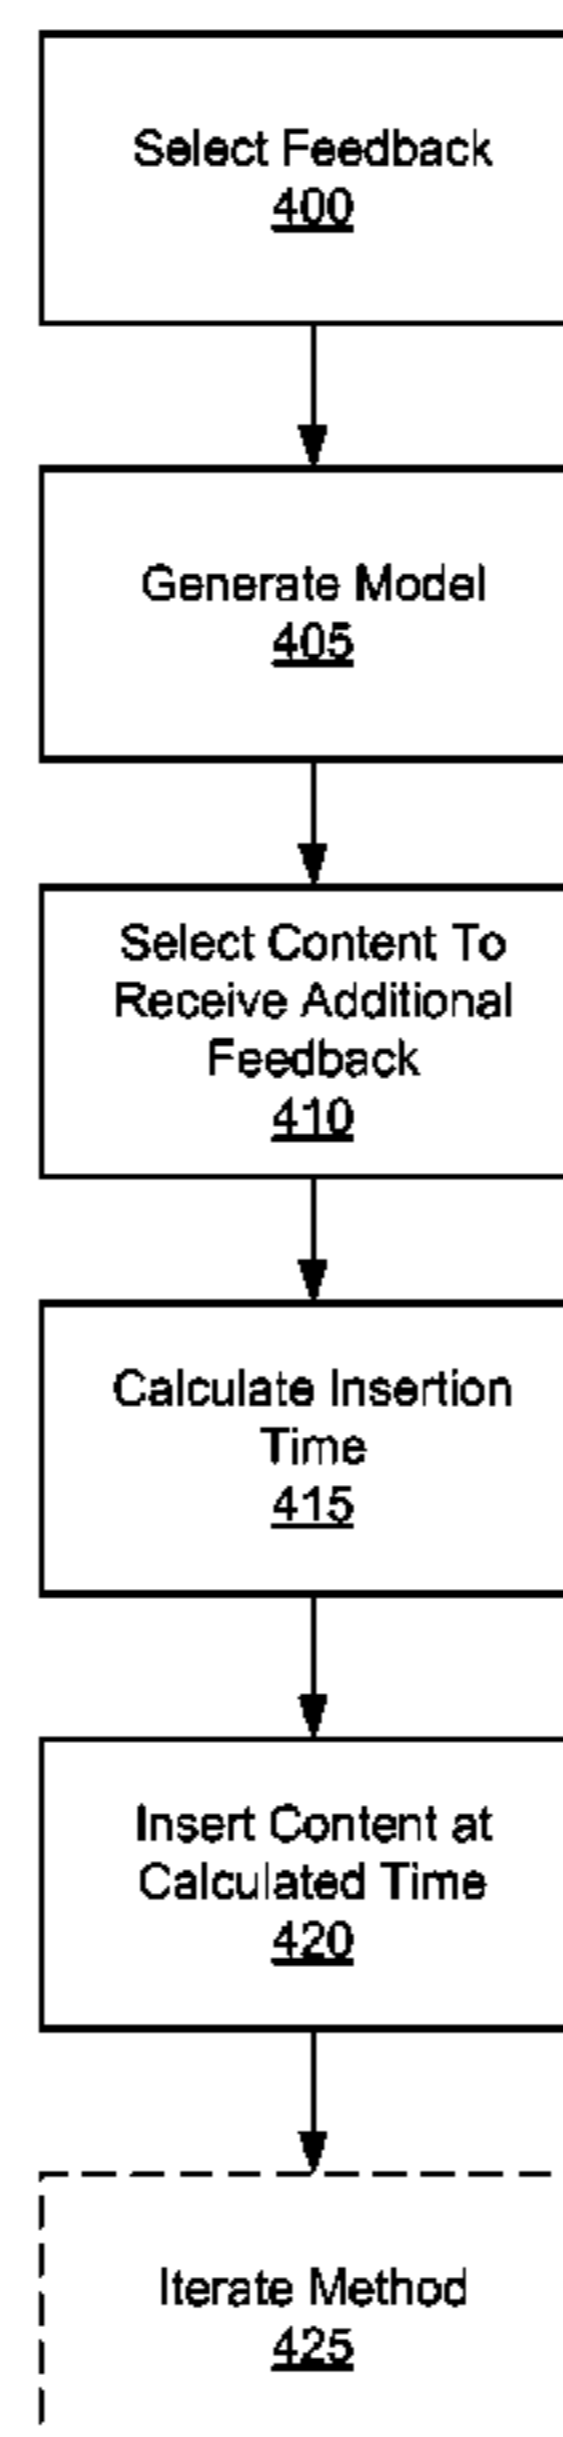 Select Feedback
400
Generate Model
405
Select Content To
Receive Additional
Feedback
410
Calculate Insertion
Time
415
Insert Content at
Calculated Time
420
Iterate Method
425